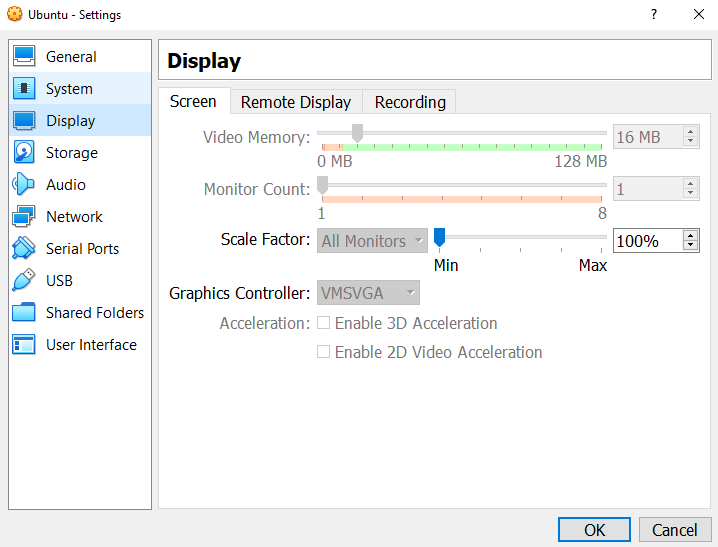 Ubuntu - Settings
?
General
System
Display
Storage
Audio
Network
Serial Ports
USB
Shared Folders
User Interface
Display
Screen
Remote Display
Recording
Video Memory:
16 MB
0 MB
128 MB
Monitor Count:
1
1
8
Scale Factor:
All Monitors
100%
Min
Max
Graphics Controller:
VMSVGA
Acceleration:
Enable 3D Acceleration
Enable 2D Video Acceleration
OK
Cancel